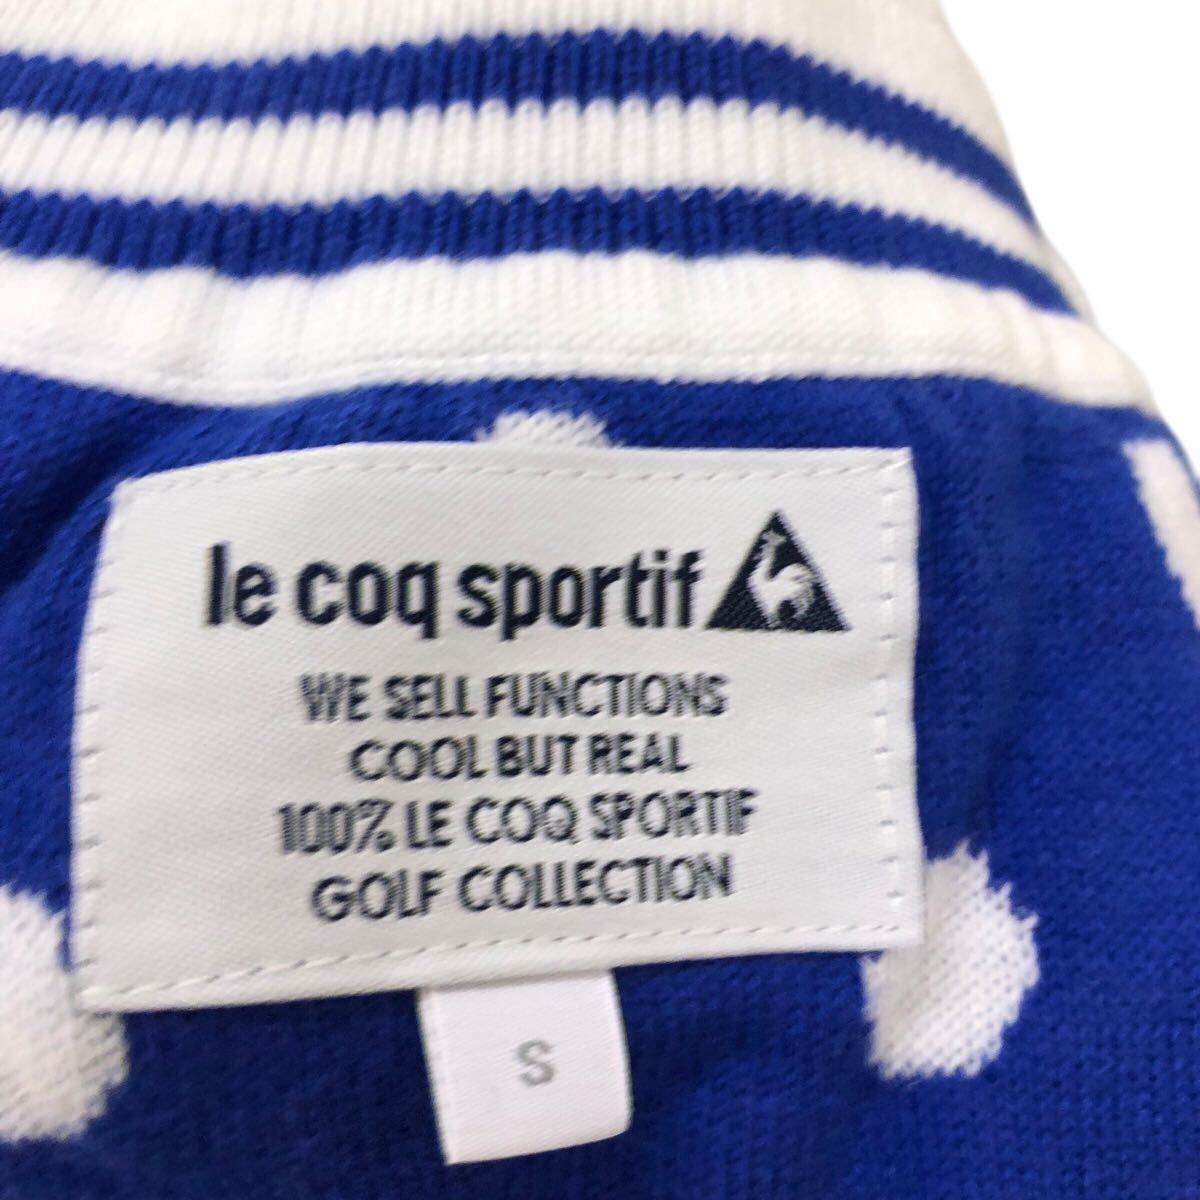 le coq sportif
WE SELL FUNCTIONS
COOL BUT REAL
100% LE COQ SPORTIF
GOLF COLLECTION
S